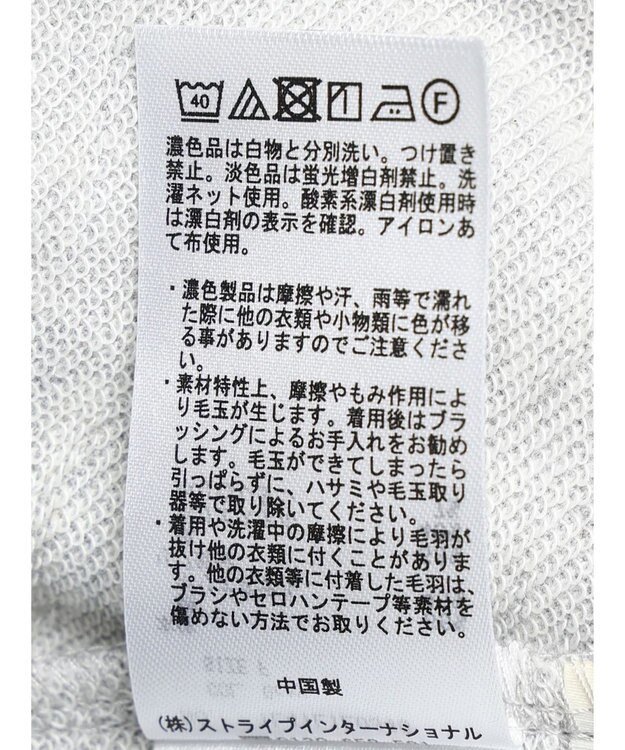 40
F
濃色品は白物と分別洗い。つけ置き
禁止。淡色品は蛍光増白剤禁止。洗
濯ネット使用。酸素系漂白剤使用時
は漂白剤の表示を確認。アイロンあ
て布使用。
・濃色製品は摩擦や汗、雨等で濡れ
た際に他の衣類や小物類に色が移
る事がありますのでご注意くださ
い。
・素材特性上、摩擦やもみ作用によ
り毛玉が生じます。着用後はブラ
ッシングによるお手入れをお勧め
します。毛玉ができてしまったら
引っぱらずに、ハサミや毛玉取り
器等で取り除いてください。
・着用や洗濯中の摩擦により毛羽が
抜け他の衣類に付くことがありま
す。他の衣類等に付着した毛羽は、
ブラシやセロハンテープ等素材を
傷めない方法でお取りください。
中国製
(株)ストライプインターナショナル